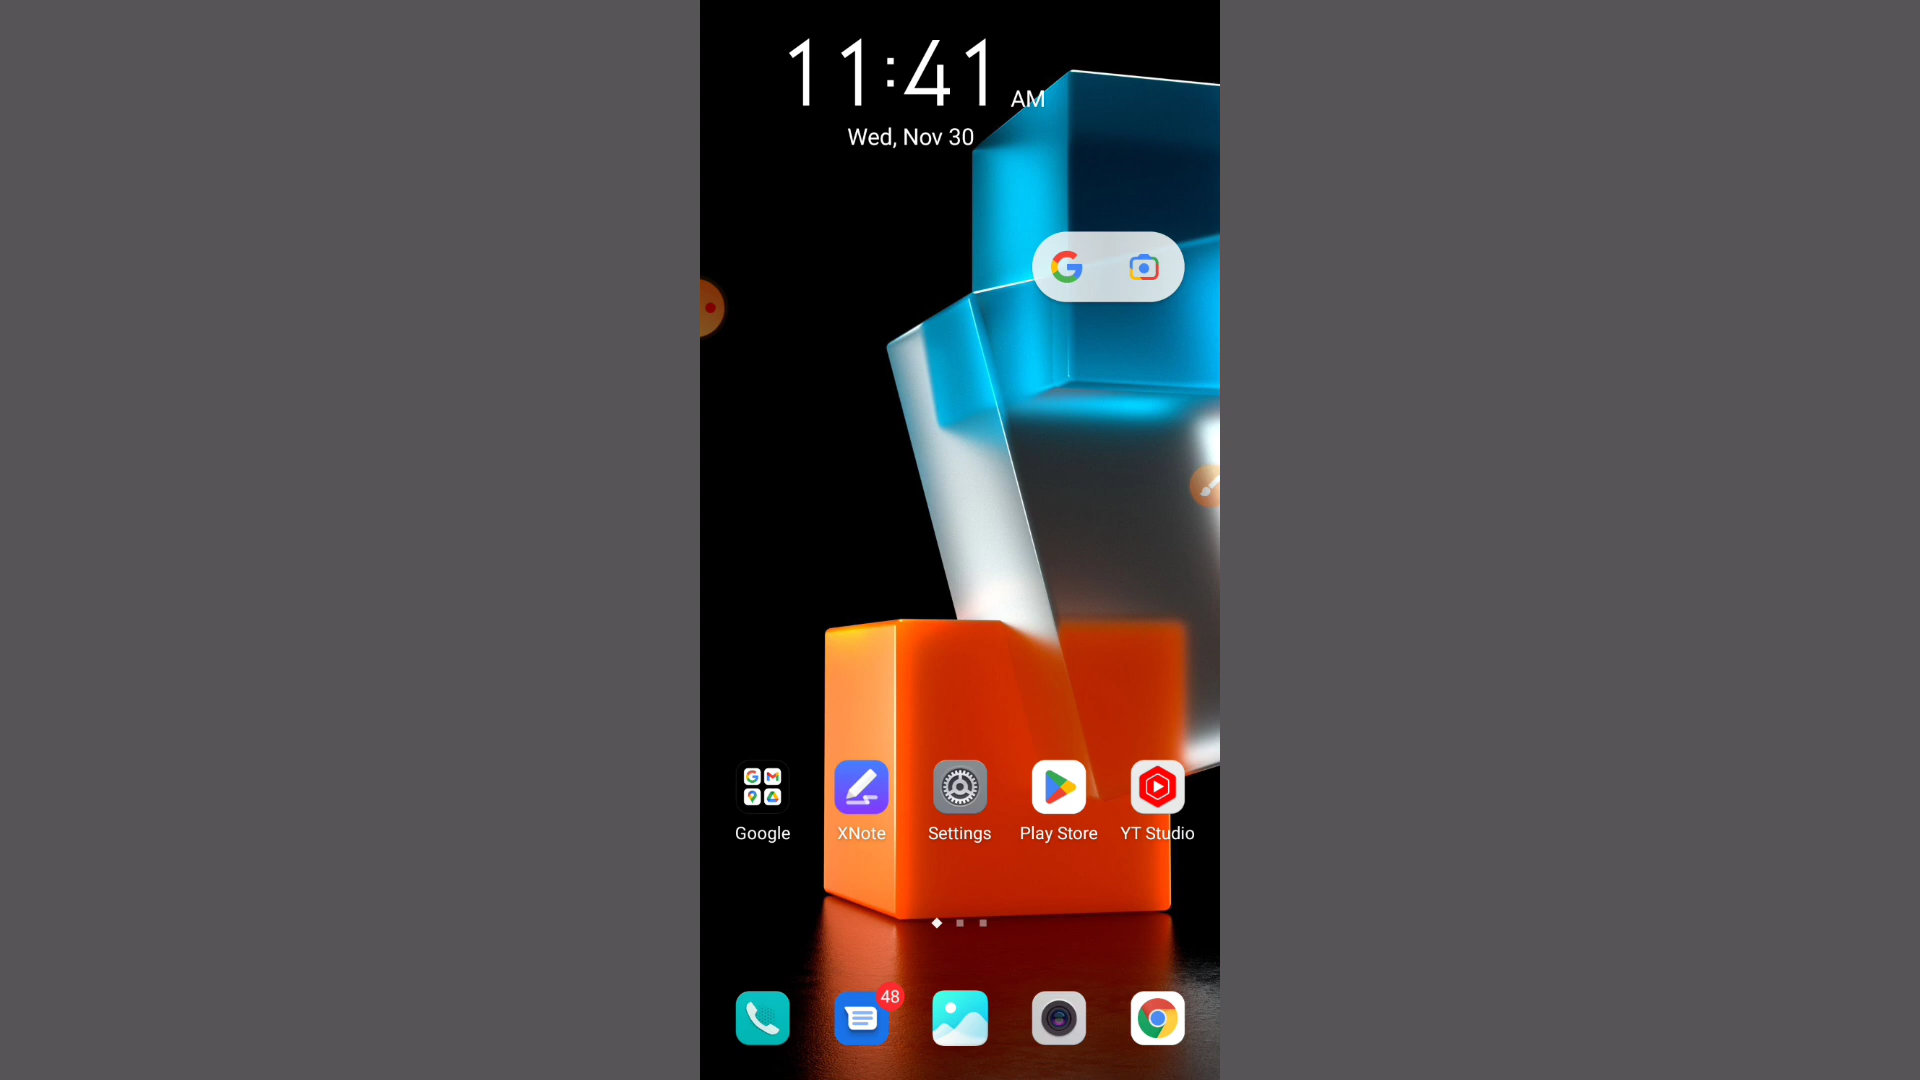 11:41 AM
Wed, Nov 30
Google
XNote
Settings
Play Store
YT Studio
48